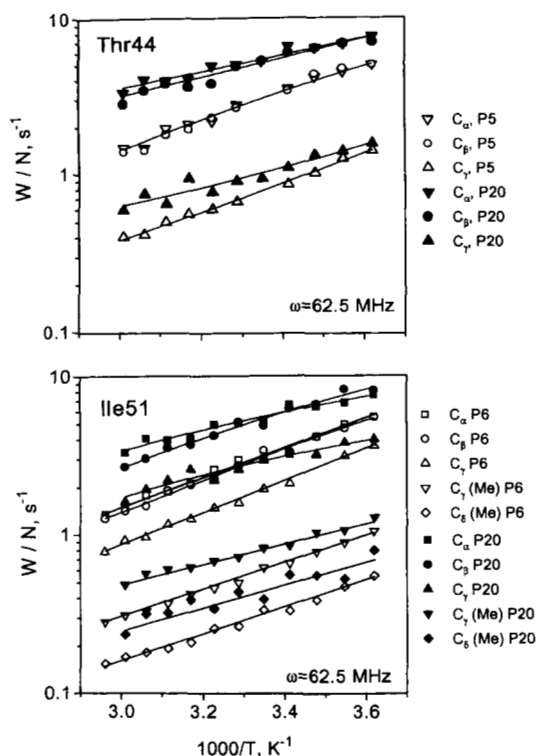 Thr44
10
1
0.1
W / N, s⁻¹
ω=62.5 MHz
Cα, P5
Cβ, P5
Cγ, P5
Cα, P20
Cβ, P20
Cγ, P20
Ile51
10
1
0.1
W / N, s⁻¹
ω=62.5 MHz
3.0 3.2 3.4 3.6
1000/T, K⁻¹
Cα P6
Cβ P6
Cγ P6
Cγ (Me) P6
Cδ (Me) P6
Cα P20
Cβ P20
Cγ P20
Cγ (Me) P20
Cδ (Me) P20